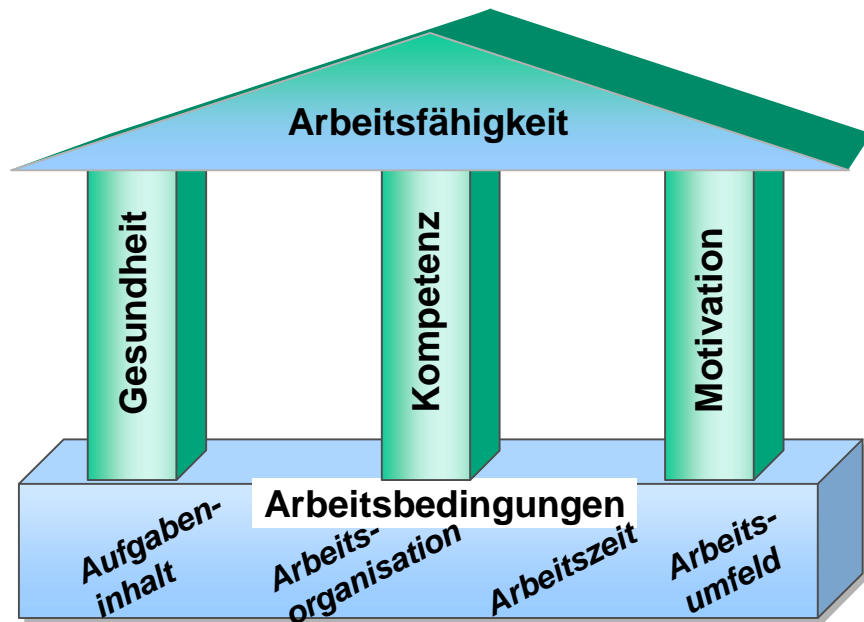 Arbeitsfähigkeit
Gesundheit
Kompetenz
Motivation
Arbeitsbedingungen
Aufgaben-
inhalt
Arbeits-
organisation
Arbeitszeit
Arbeits-
umfeld